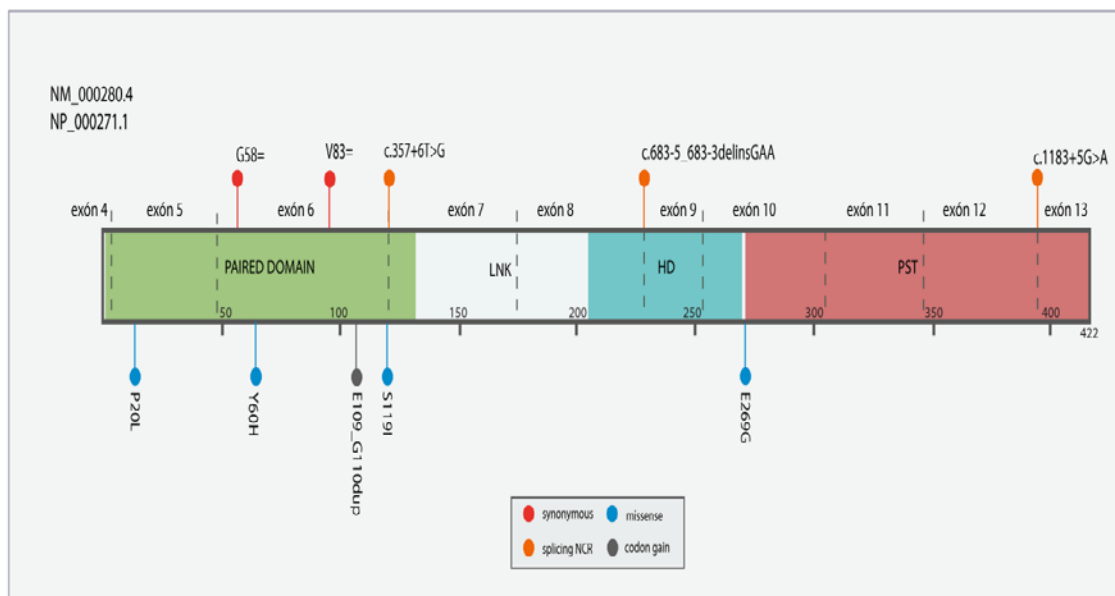 NM_000280.4
NP_000271.1
G58=
V83=
c.357+6T>G
c.683-5_683-3delinsGAA
c.1183+5G>A
exón 4
exón 5
exón 6
exón 7
exón 8
exón 9
exón 10
exón 11
exón 12
exón 13
PAIRED DOMAIN
LNK
HD
PST
50
100
150
200
250
300
350
400
422
P20L
Y60H
E109_G110dup
S119I
E269G
synonymous
missense
splicing NCR
codon gain